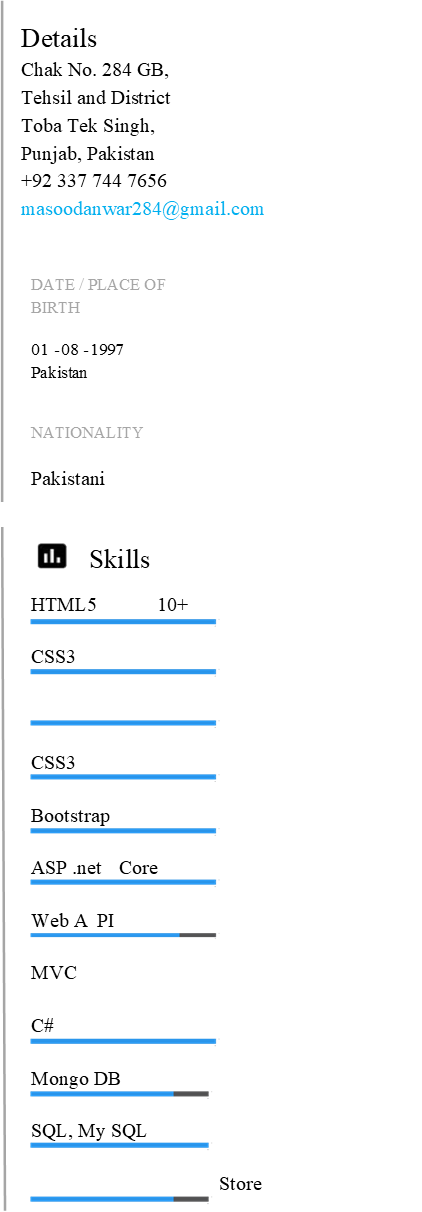 Details
Chak No. 284 GB,
Tehsil and District
Toba Tek Singh,
Punjab, Pakistan
+92 337 744 7656
masoodanwar284@gmail.com
DATE / PLACE OF
BIRTH
01 -08 -1997
Pakistan
NATIONALITY
Pakistani
Skills
HTML5 10+
CSS3
CSS3
Bootstrap
ASP .net Core
Web A PI
MVC
C#
Mongo DB
SQL, My SQL
Store